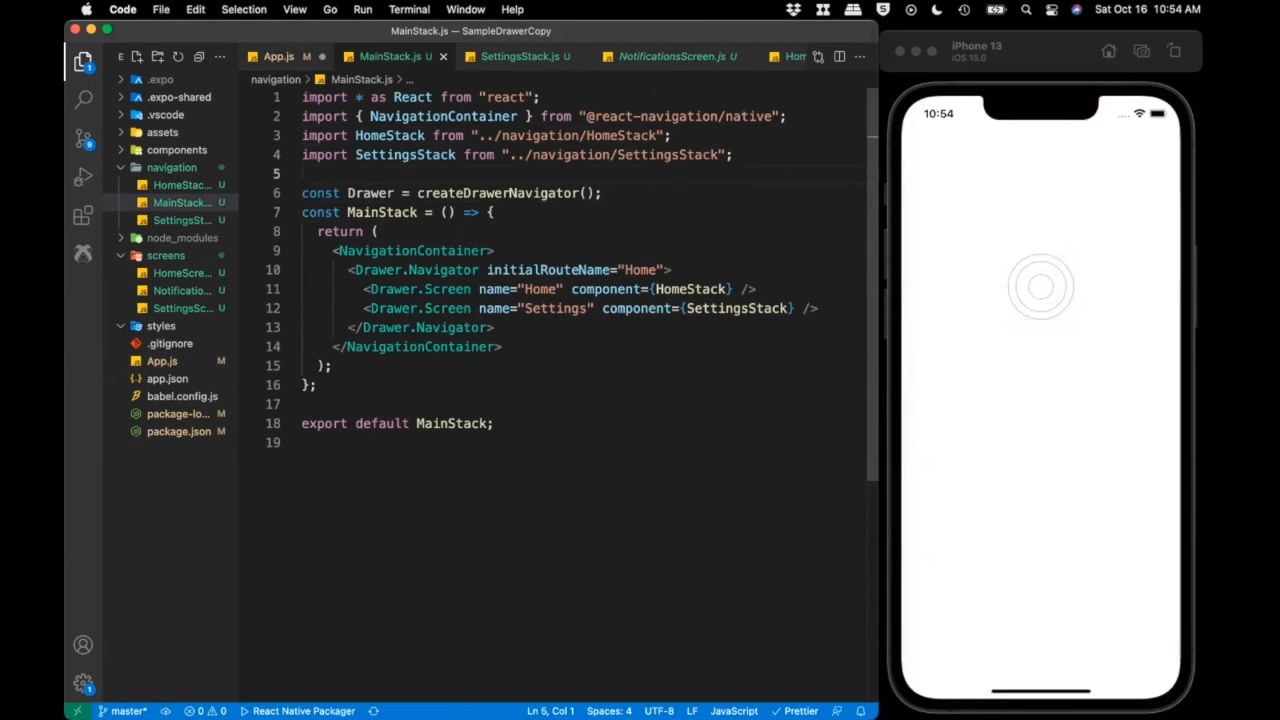 Code File Edit Selection View Go Run Terminal Window Help Sat Oct 16 10:54 AM
MainStack.js — SampleDrawerCopy
iPhone 13
iOS 15.0
E
App.js M
MainStack.js U
SettingsStack.js U
NotificationsScreen.js U
Hom
navigation > MainStack.js > ...
.expo
.expo-shared
.vscode
assets
components
navigation
HomeStac... U
MainStack... U
SettingsSt... U
node_modules
screens
HomeScre... U
Notificatio... U
SettingsSc... U
styles
.gitignore
App.js M
app.json
babel.config.js
package-lo... M
package.json M
1 import * as React from "react";
2 import { NavigationContainer } from "@react-navigation/native";
3 import HomeStack from "../navigation/HomeStack";
4 import SettingsStack from "../navigation/SettingsStack";
5
6 const Drawer = createDrawerNavigator();
7 const MainStack = () => {
8 return (
9 <NavigationContainer>
10 <Drawer.Navigator initialRouteName="Home">
11 <Drawer.Screen name="Home" component={HomeStack} />
12 <Drawer.Screen name="Settings" component={SettingsStack} />
13 </Drawer.Navigator>
14 </NavigationContainer>
15 );
16 };
17
18 export default MainStack;
19
10:54
1
9
1
master* 0 0 React Native Packager Ln 5, Col 1 Spaces: 4 UTF-8 LF JavaScript Prettier